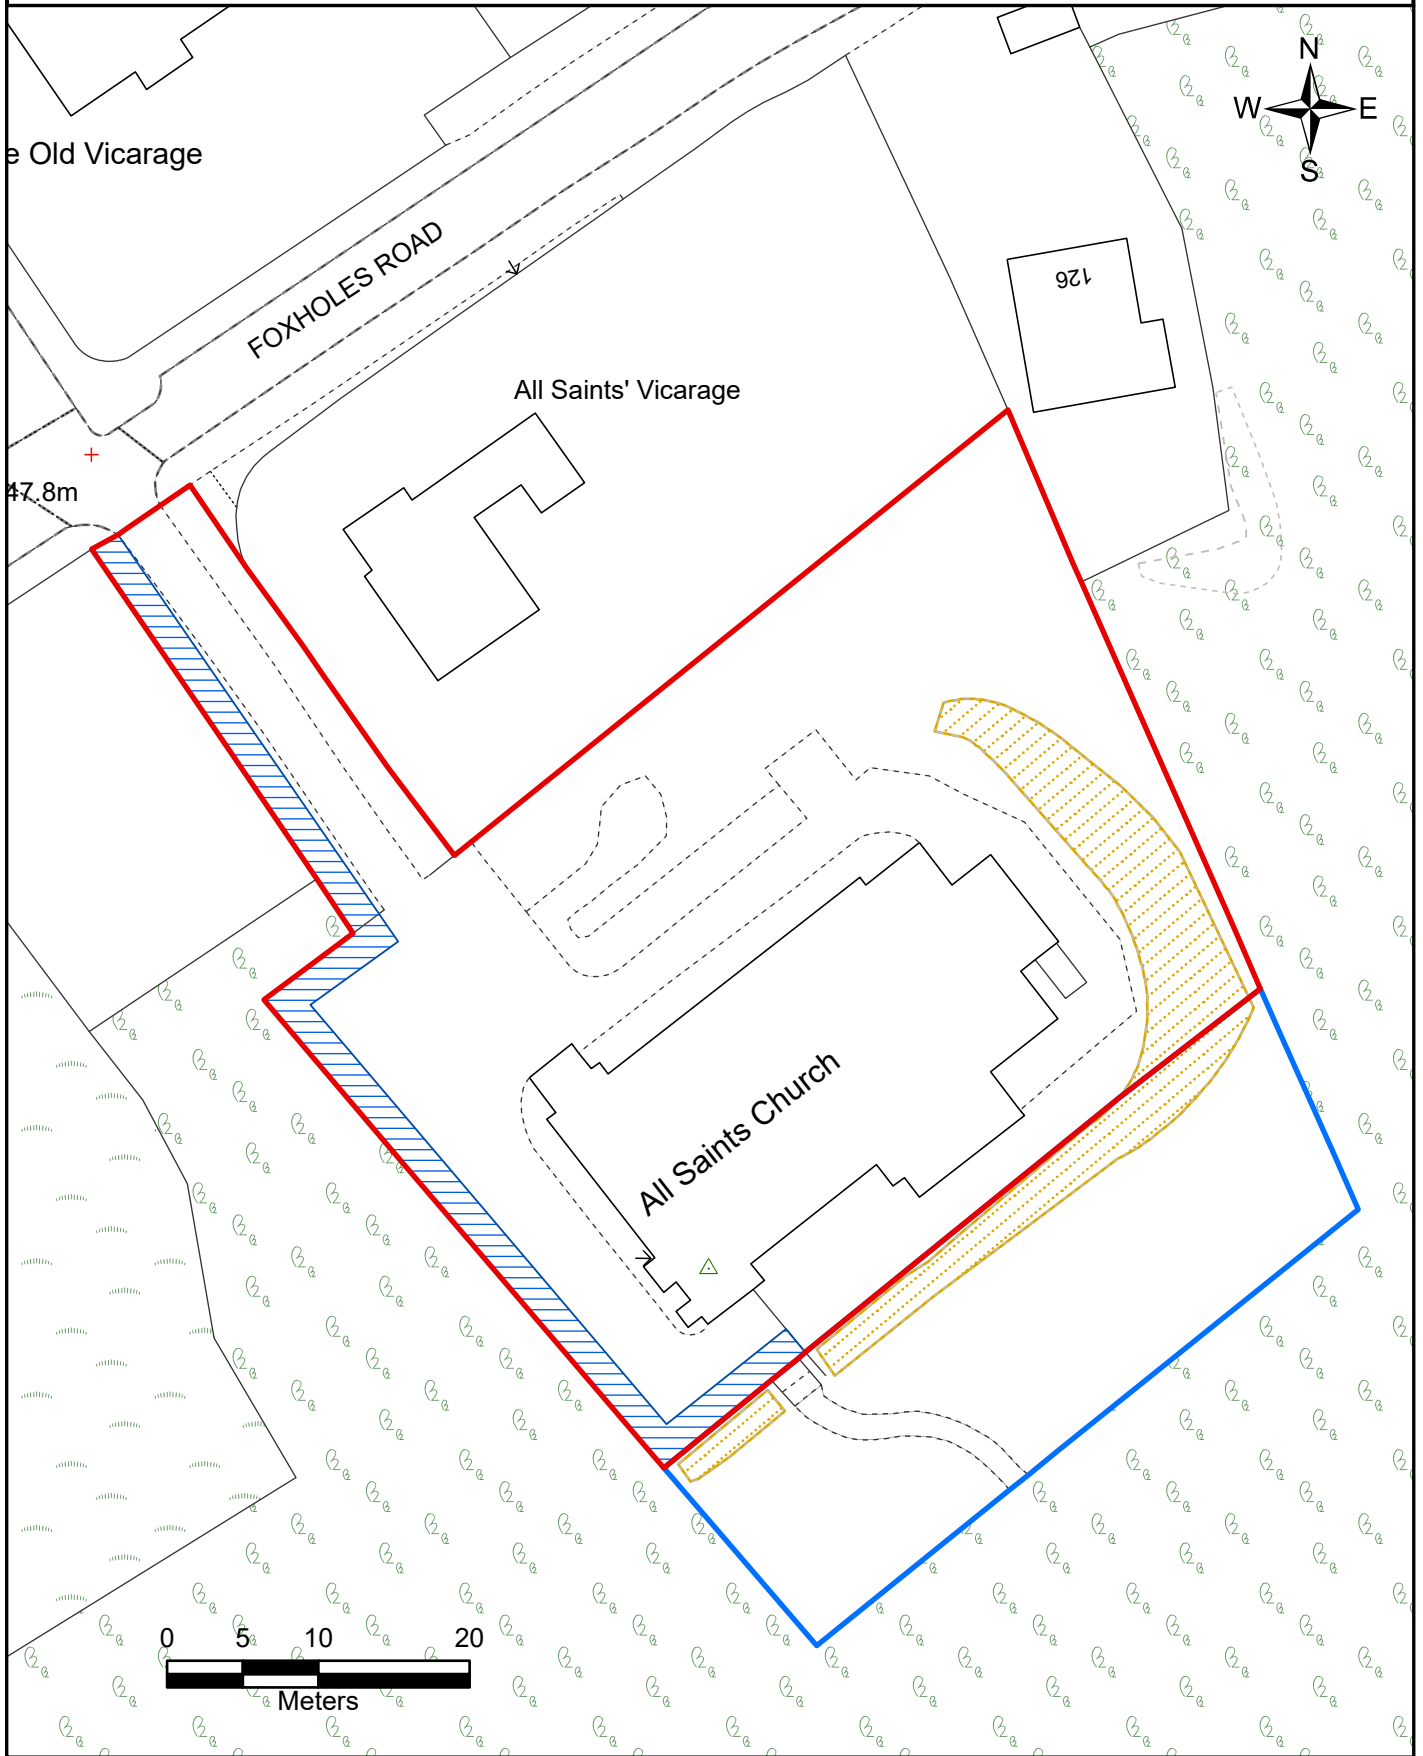 N
W E
S
e Old Vicarage
FOXHOLES ROAD
126
All Saints' Vicarage
47.8m
All Saints Church
0 5 10 20
Meters